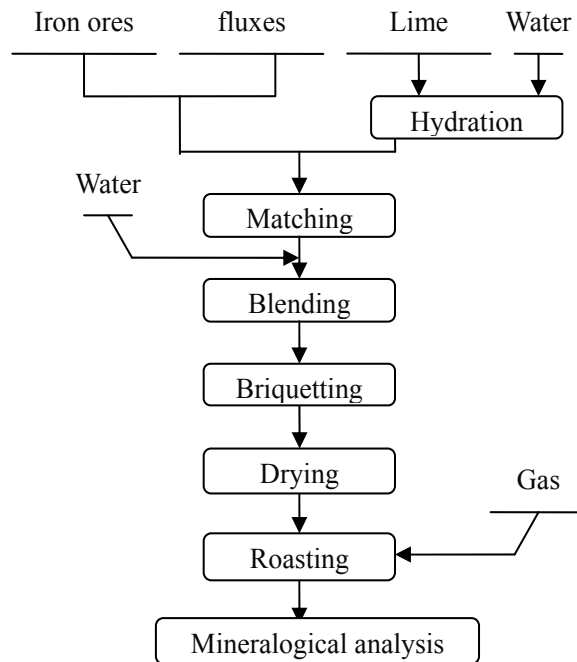 Iron ores
fluxes
Lime
Water
Hydration
Water
Matching
Blending
Briquetting
Drying
Gas
Roasting
Mineralogical analysis